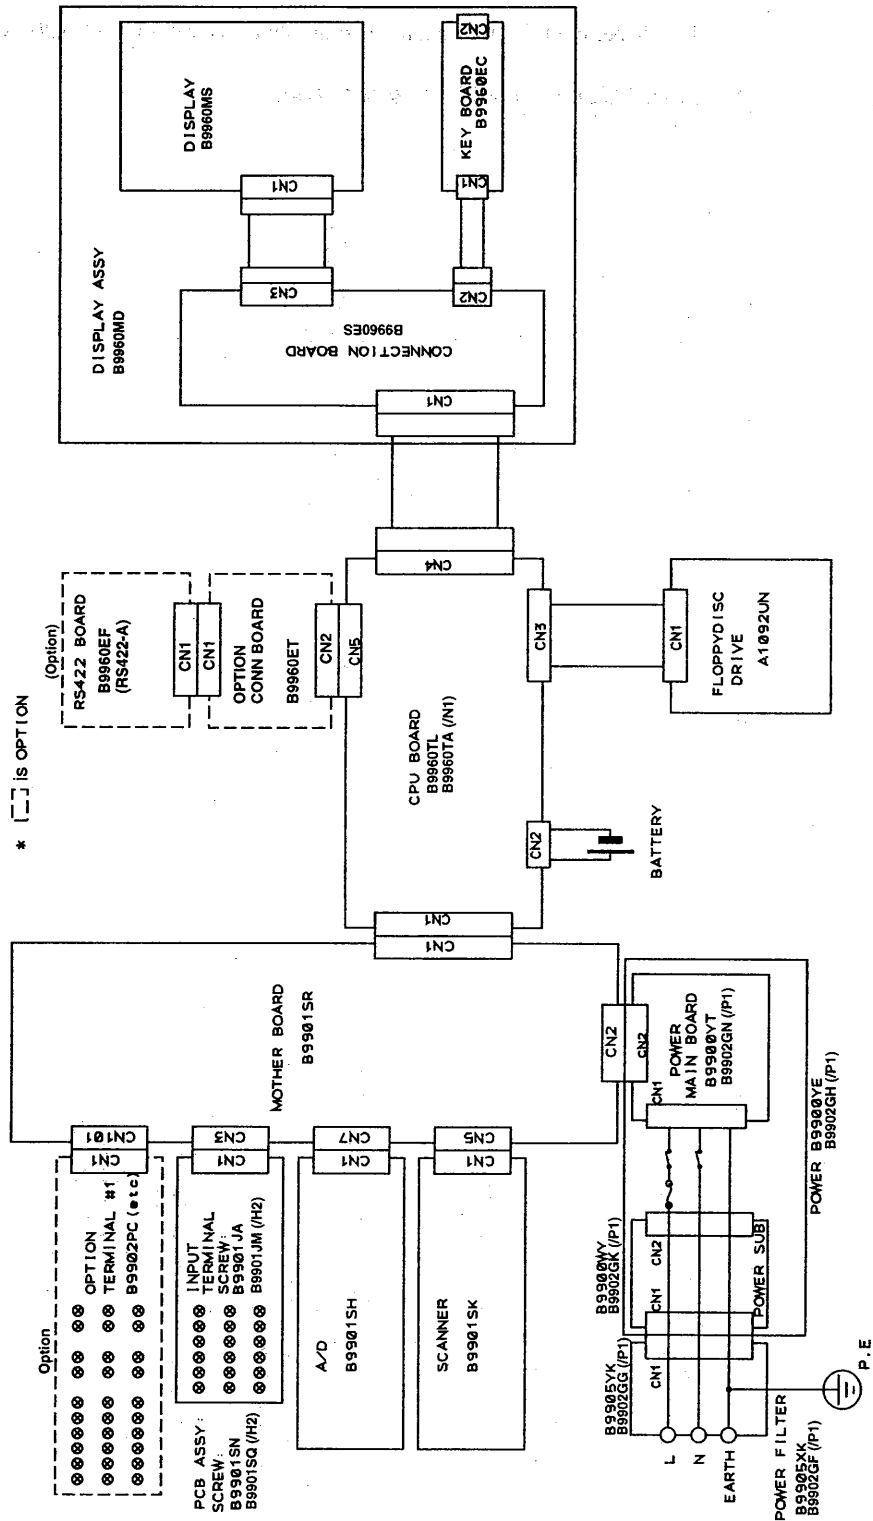 * [ ] is OPTION
DISPLAY ASSY
B9960MD
DISPLAY
B9960MS
CN1
CN3
KEY BOARD
B9960EC
CN2
CN1
CN2
CONNECTION BOARD
B9960ES
CN1
(Option)
RS422 BOARD
B9960EF
(RS422-A)
CN1
CN1
OPTION
CONN BOARD
B9960ET
CN2
CN5
CN4
CPU BOARD
B9960TL
B9960TA (/N1)
CN3
CN1
FLOPPYDISC
DRIVE
A1092UN
CN2
BATTERY
CN1
CN1
MOTHER BOARD
B9901SR
CN101
CN1
CN3
CN1
CN7
CN1
CN5
CN1
CN2
CN2
Option
OPTION
TERMINAL #1
B9902PC (etc)
INPUT
TERMINAL
SCREW:
B9901JA
B9901JM (/H2)
PCB ASSY:
SCREW:
B9901SN
B9901SQ (/H2)
A/D
B9901SH
SCANNER
B9901SK
POWER
MAIN BOARD
B9900YT
B9902GN (/P1)
CN1
POWER B9900YE
B9902GH (/P1)
B9900WY
B9902GK (/P1)
CN2
CN1
POWER SUB
B9905YK
B9902GG (/P1)
CN1
L
N
EARTH
POWER FILTER
B9905XK
B9902GF (/P1)
P.E